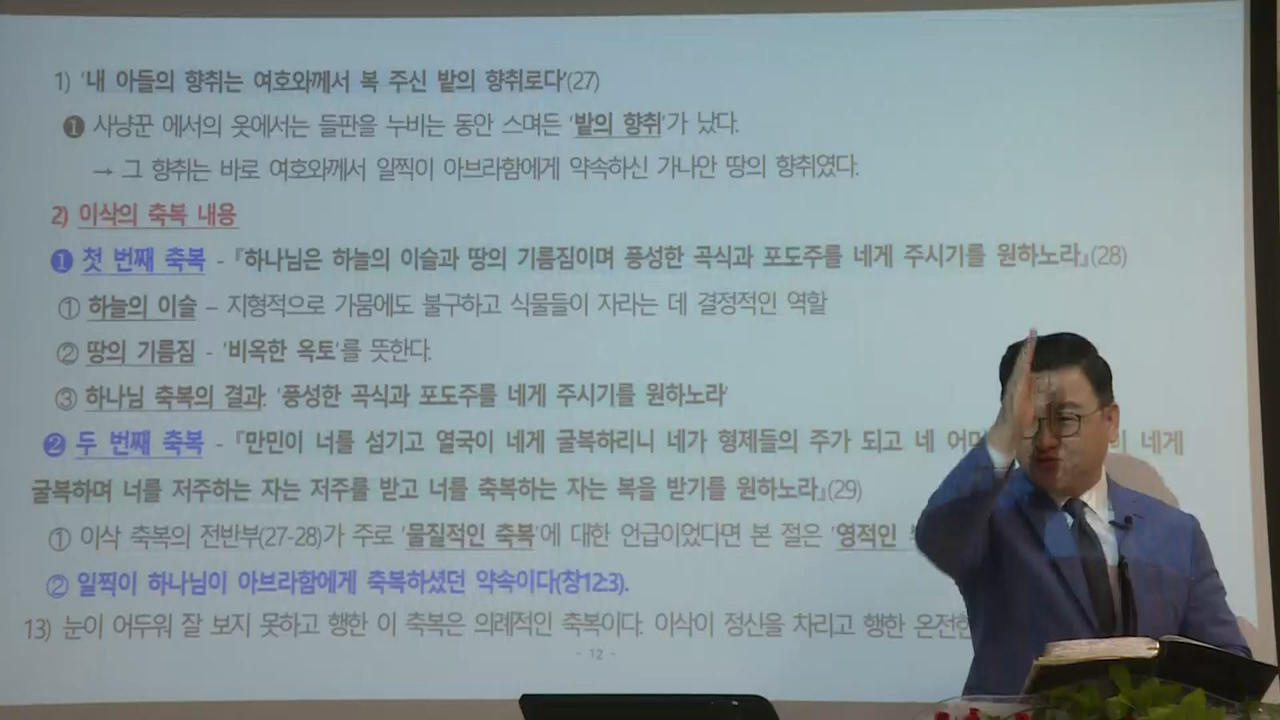 1) '내 아들의 향취는 여호와께서 복 주신 밭의 향취로다'(27)
❶ 사냥꾼 에서의 옷에서는 들판을 누비는 동안 스며든 '밭의 향취'가 났다.
→ 그 향취는 바로 여호와께서 일찍이 아브라함에게 약속하신 가나안 땅의 향취였다.
2) 이삭의 축복 내용
❶ 첫 번째 축복 - 『하나님은 하늘의 이슬과 땅의 기름짐이며 풍성한 곡식과 포도주를 네게 주시기를 원하노라』(28)
① 하늘의 이슬 – 지형적으로 가뭄에도 불구하고 식물들이 자라는 데 결정적인 역할
② 땅의 기름짐 - '비옥한 옥토'를 뜻한다.
③ 하나님 축복의 결과: '풍성한 곡식과 포도주를 네게 주시기를 원하노라'
❷ 두 번째 축복 - 『만민이 너를 섬기고 열국이 네게 굴복하리니 네가 형제들의 주가 되고 네 네게
굴복하며 너를 저주하는 자는 저주를 받고 너를 축복하는 자는 복을 받기를 원하노라』(29)
① 이삭 축복의 전반부(27-28)가 주로 '물질적인 축복'에 대한 언급이었다면 본 절은 '영적인
② 일찍이 하나님이 아브라함에게 축복하셨던 약속이다(창12:3).
13) 눈이 어두워 잘 보지 못하고 행한 이 축복은 의례적인 축복이다. 이삭이 정신을 차리고 행한
- 12 -